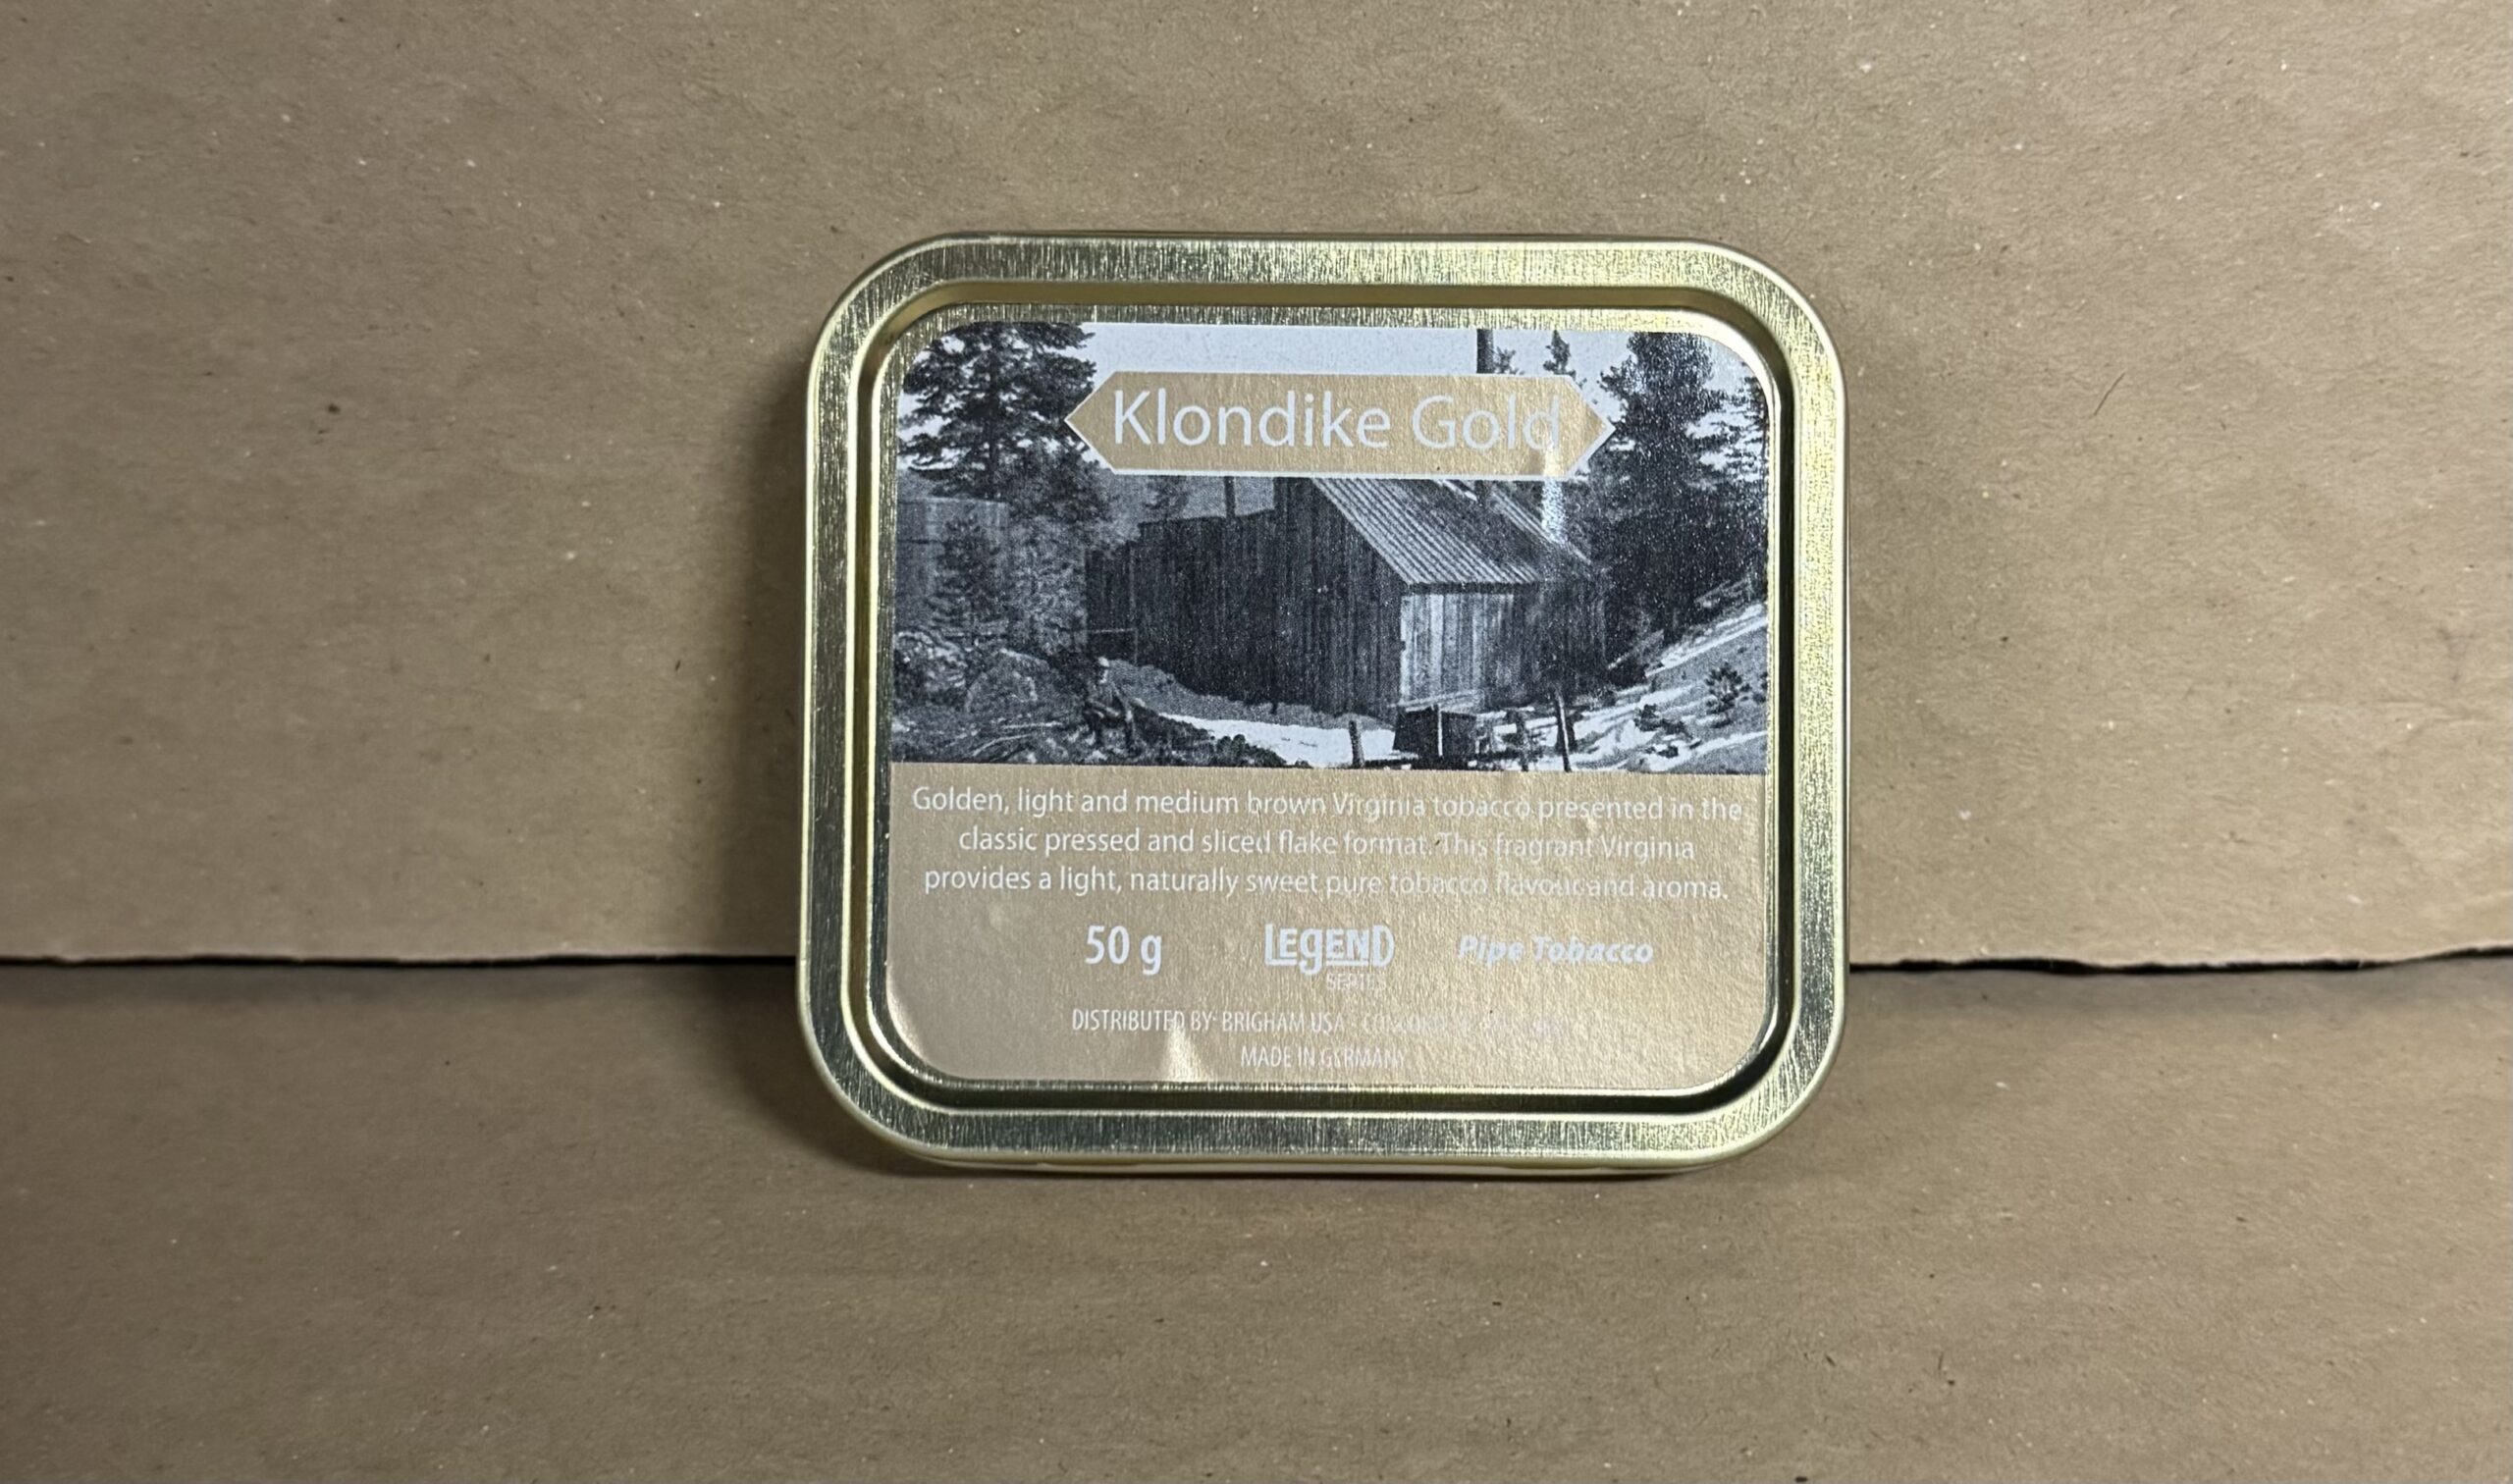 Klondike Gold
Golden, light and medium brown Virginia tobacco presented in the
classic pressed and sliced flake format. This fragrant Virginia
provides a light, naturally sweet pure tobacco flavour and aroma.
50 g LEGEND Pipe Tobacco
SERIES
DISTRIBUTED BY: BRIGHAM USA -
MADE IN GERMANY